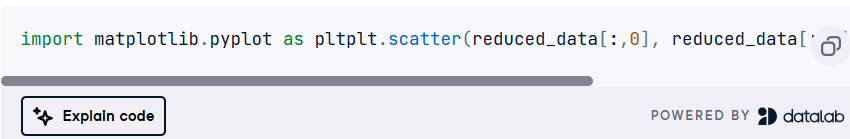 import matplotlib.pyplot as pltplt.scatter(reduced_data[:,0], reduced_data[:
Explain code
POWERED BY datalab